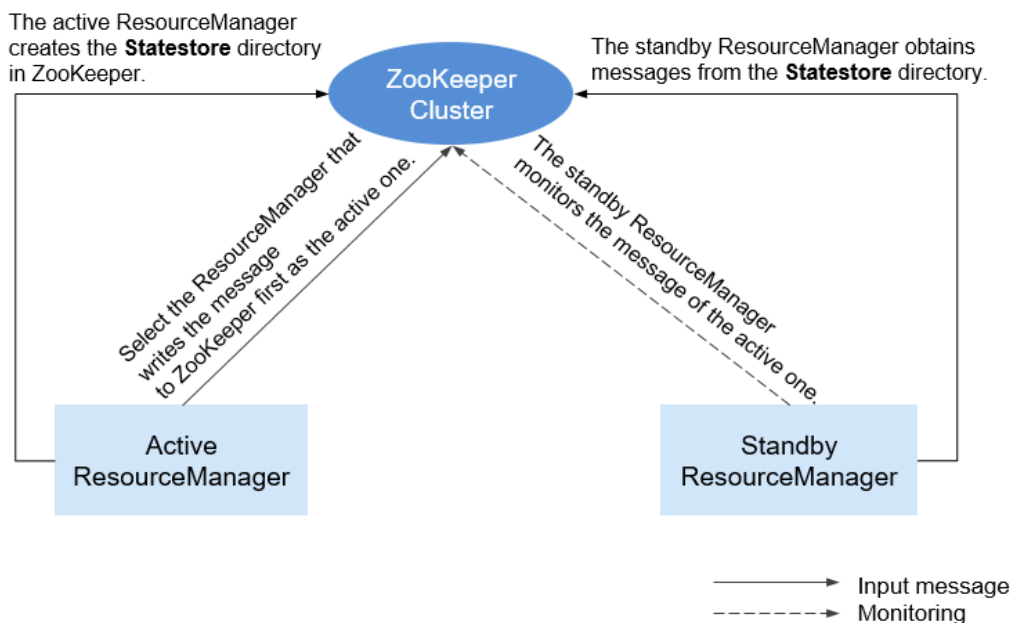 The active ResourceManager
creates the Statestore directory
in ZooKeeper.
The standby ResourceManager obtains
messages from the Statestore directory.
ZooKeeper
Cluster
Select the ResourceManager that
writes the message
to ZooKeeper first as the active one.
The standby ResourceManager
monitors the message of the active one.
Active
ResourceManager
Standby
ResourceManager
Input message
Monitoring